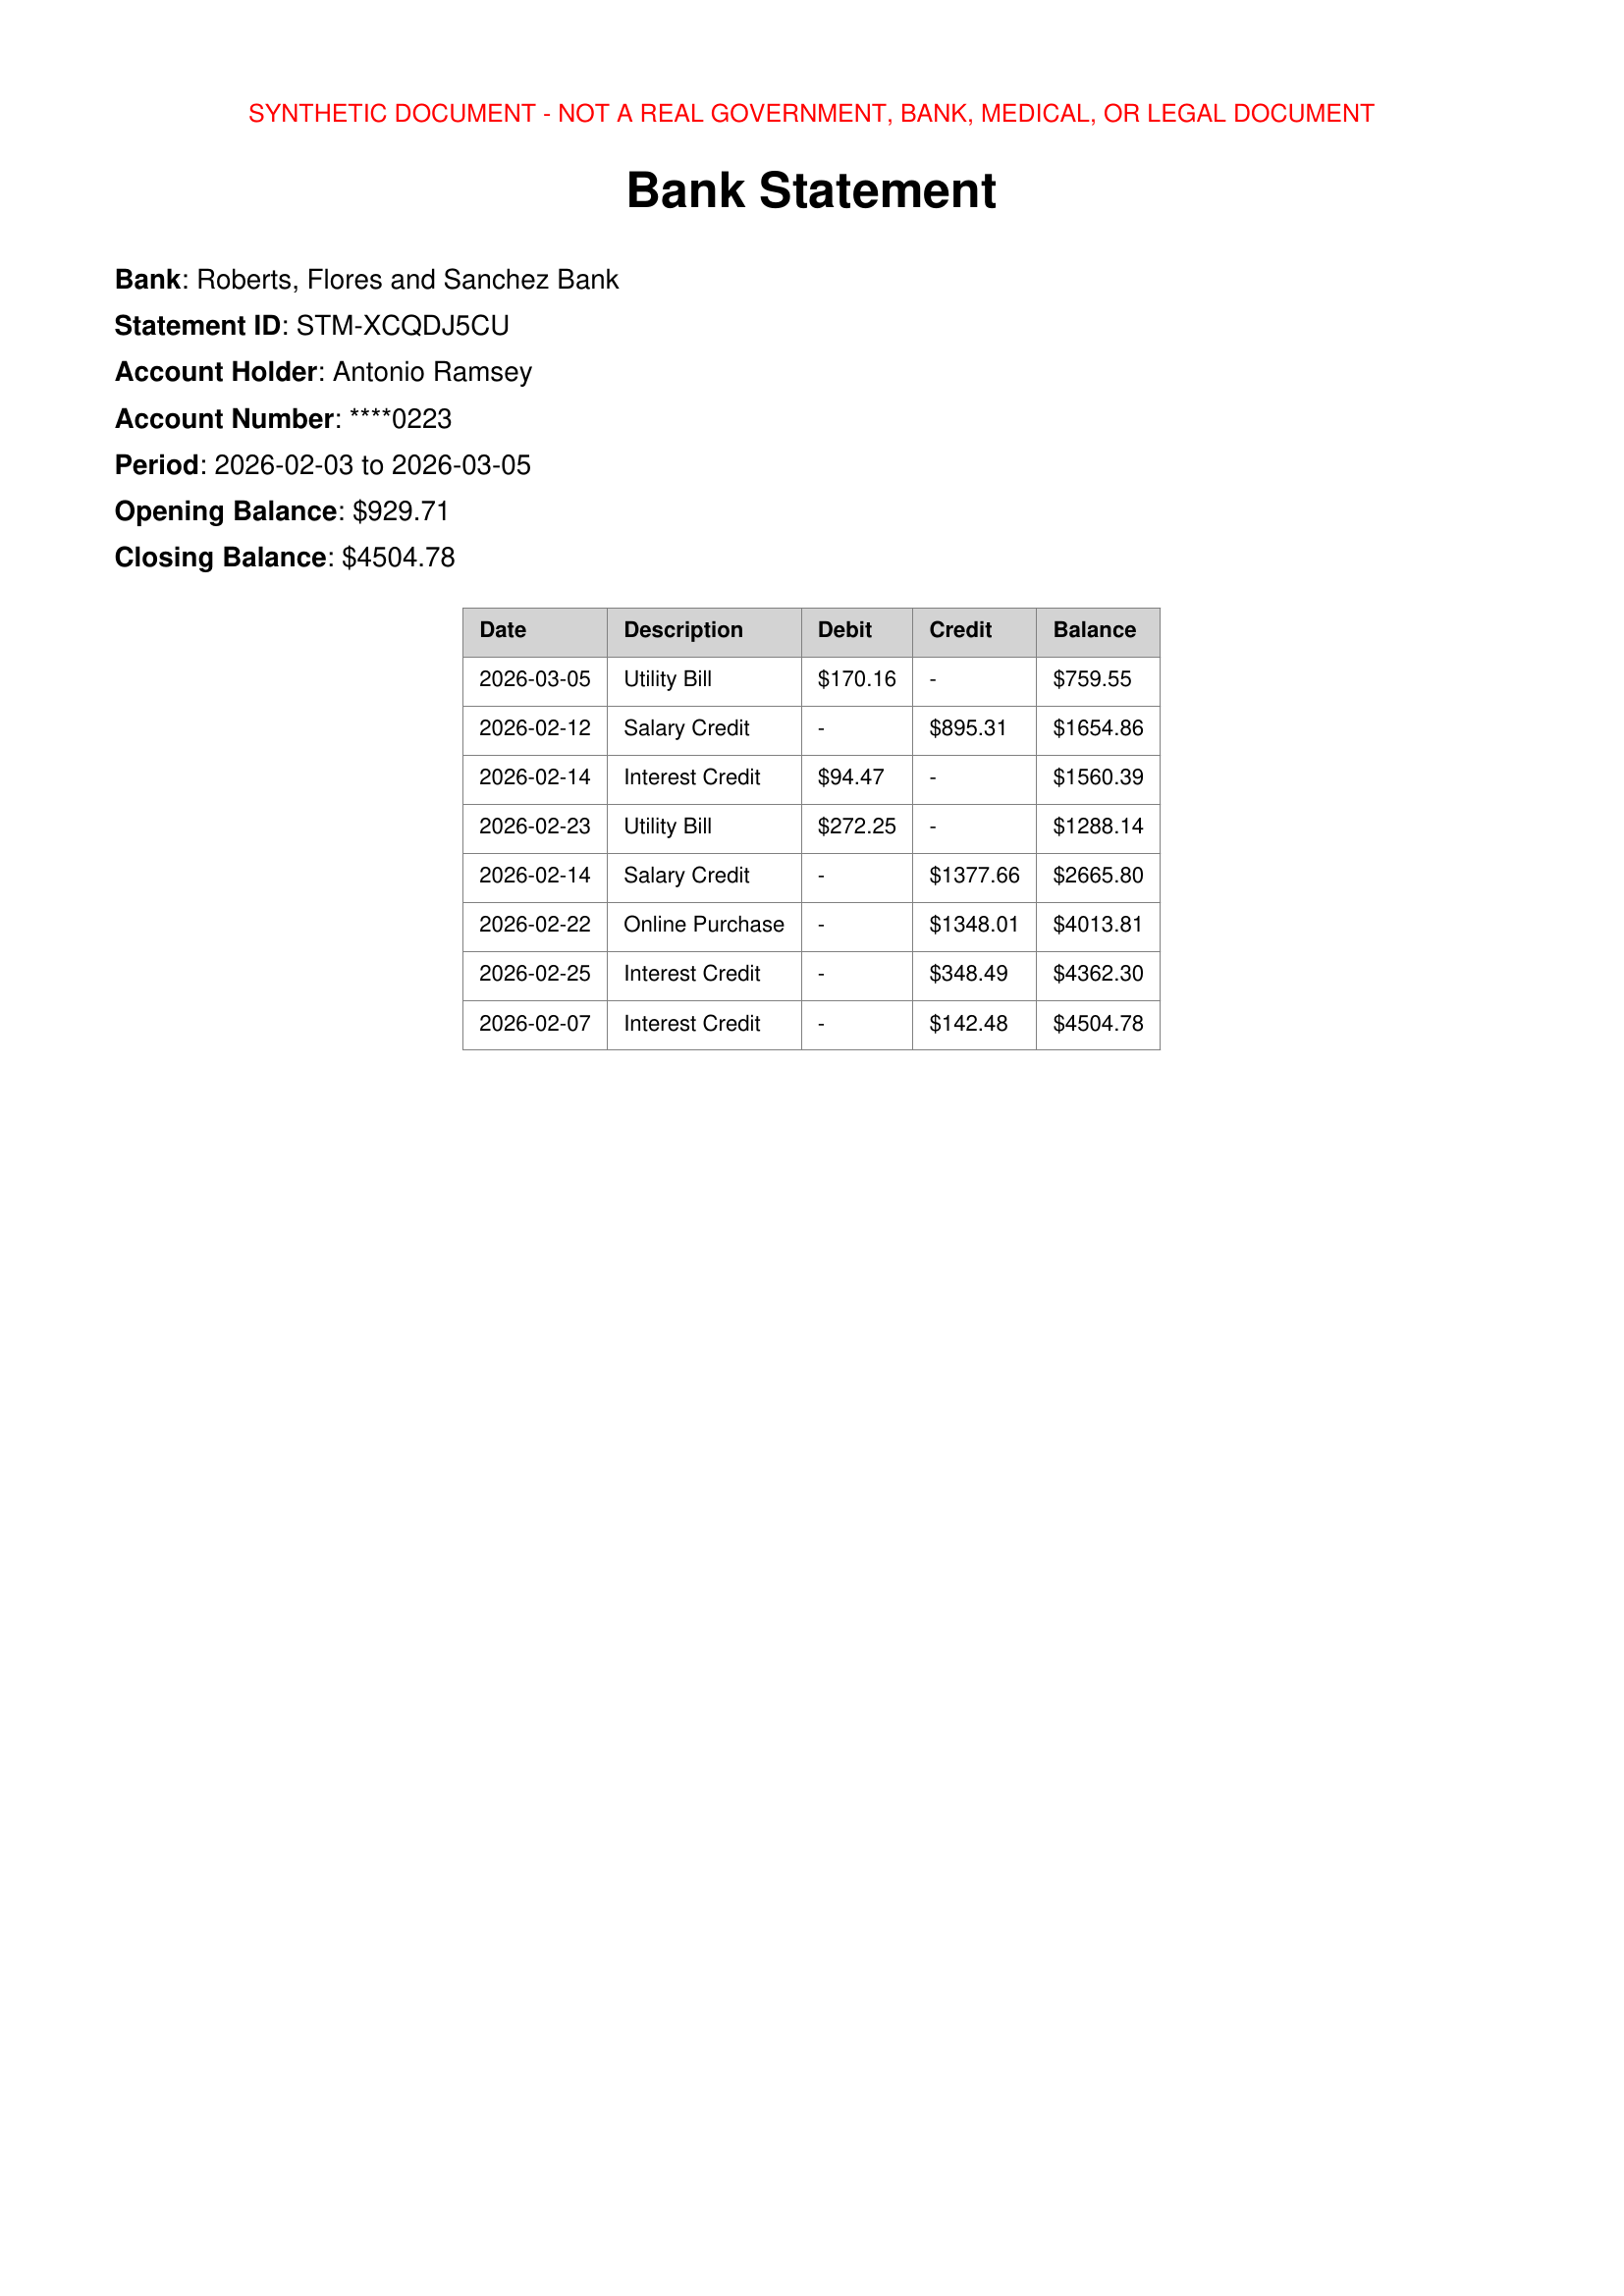 SYNTHETIC DOCUMENT - NOT A REAL GOVERNMENT, BANK, MEDICAL, OR LEGAL DOCUMENT
Bank Statement
Bank: Roberts, Flores and Sanchez Bank
Statement ID: STM-XCQDJ5CU
Account Holder: Antonio Ramsey
Account Number: ****0223
Period: 2026-02-03 to 2026-03-05
Opening Balance: $929.71
Closing Balance: $4504.78
Date Description Debit Credit Balance
2026-03-05 Utility Bill $170.16 - $759.55
2026-02-12 Salary Credit - $895.31 $1654.86
2026-02-14 Interest Credit $94.47 - $1560.39
2026-02-23 Utility Bill $272.25 - $1288.14
2026-02-14 Salary Credit - $1377.66 $2665.80
2026-02-22 Online Purchase - $1348.01 $4013.81
2026-02-25 Interest Credit - $348.49 $4362.30
2026-02-07 Interest Credit - $142.48 $4504.78